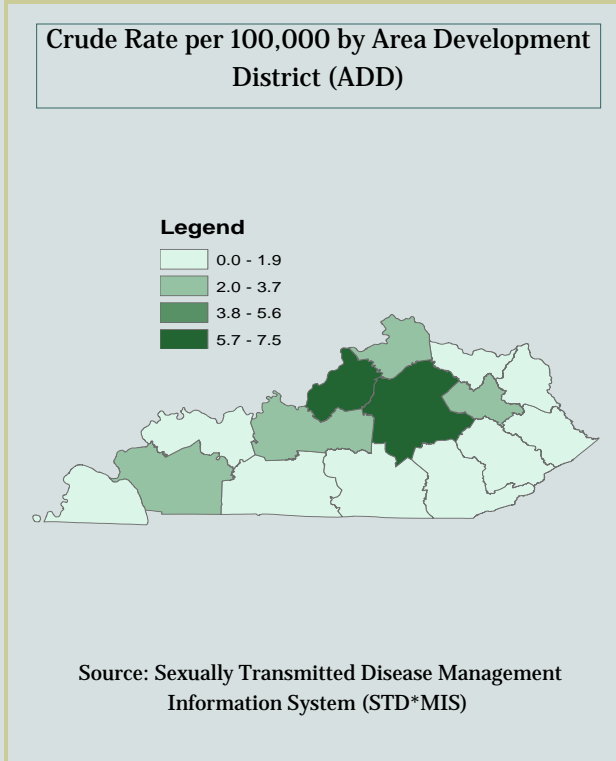 Crude Rate per 100,000 by Area Development
District (ADD)
Legend
0.0 - 1.9
2.0 - 3.7
3.8 - 5.6
5.7 - 7.5
Source: Sexually Transmitted Disease Management
Information System (STD*MIS)